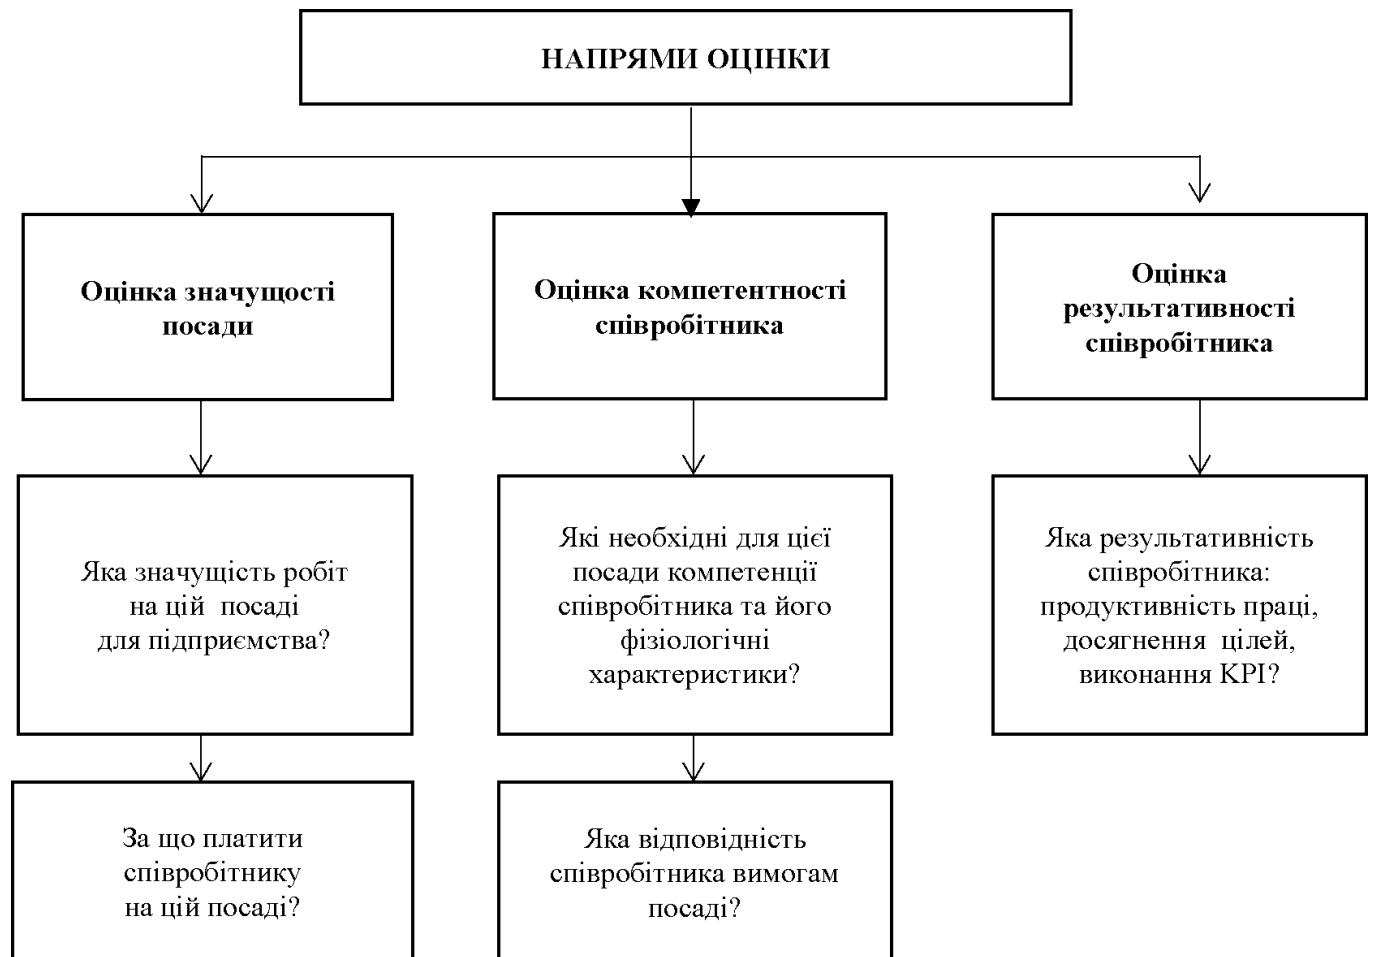 НАПРЯМИ ОЦІНКИ
Оцінка значущості
посади
Оцінка компетентності
співробітника
Оцінка
результативності
співробітника
Яка значущість робіт
на цій посаді
для підприємства?
Які необхідні для цієї
посади компетенції
співробітника та його
фізіологічні
характеристики?
Яка результативність
співробітника:
продуктивність праці,
досягнення цілей,
виконання KPI?
За що платити
співробітнику
на цій посаді?
Яка відповідність
співробітника вимогам
посаді?